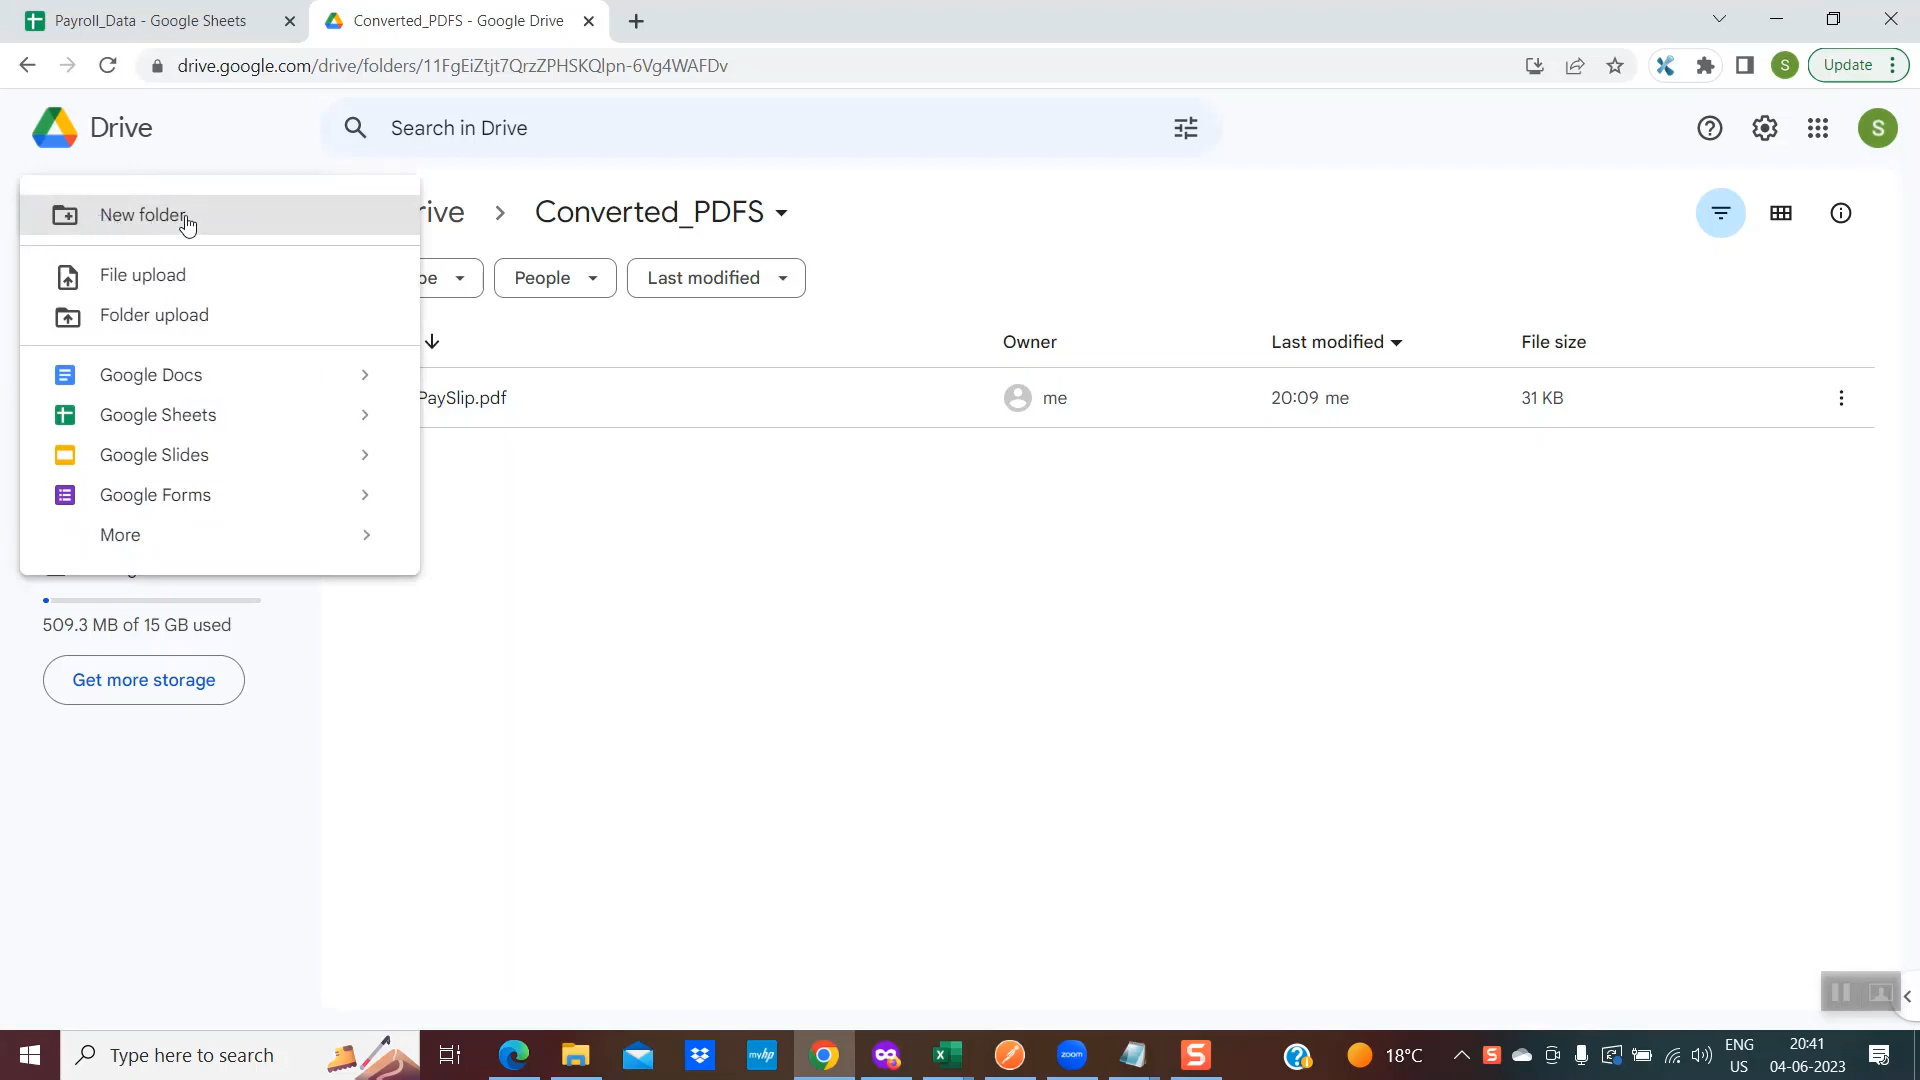 Payroll_Data - Google Sheets
Converted_PDFS - Google Drive
drive.google.com/drive/folders/11FgEiZtjt7QrzZPHSKQlpn-6Vg4WAFDv
S
Update
Drive
Search in Drive
S
New folder
rive > Converted_PDFS
File upload
pe
People
Last modified
Folder upload
Owner
Last modified
File size
Google Docs
PaySlip.pdf
me
20:09 me
31 KB
Google Sheets
Google Slides
Google Forms
More
509.3 MB of 15 GB used
Get more storage
Type here to search
myhp
zoom
S
18°C
S
ENG
US
20:41
04-06-2023